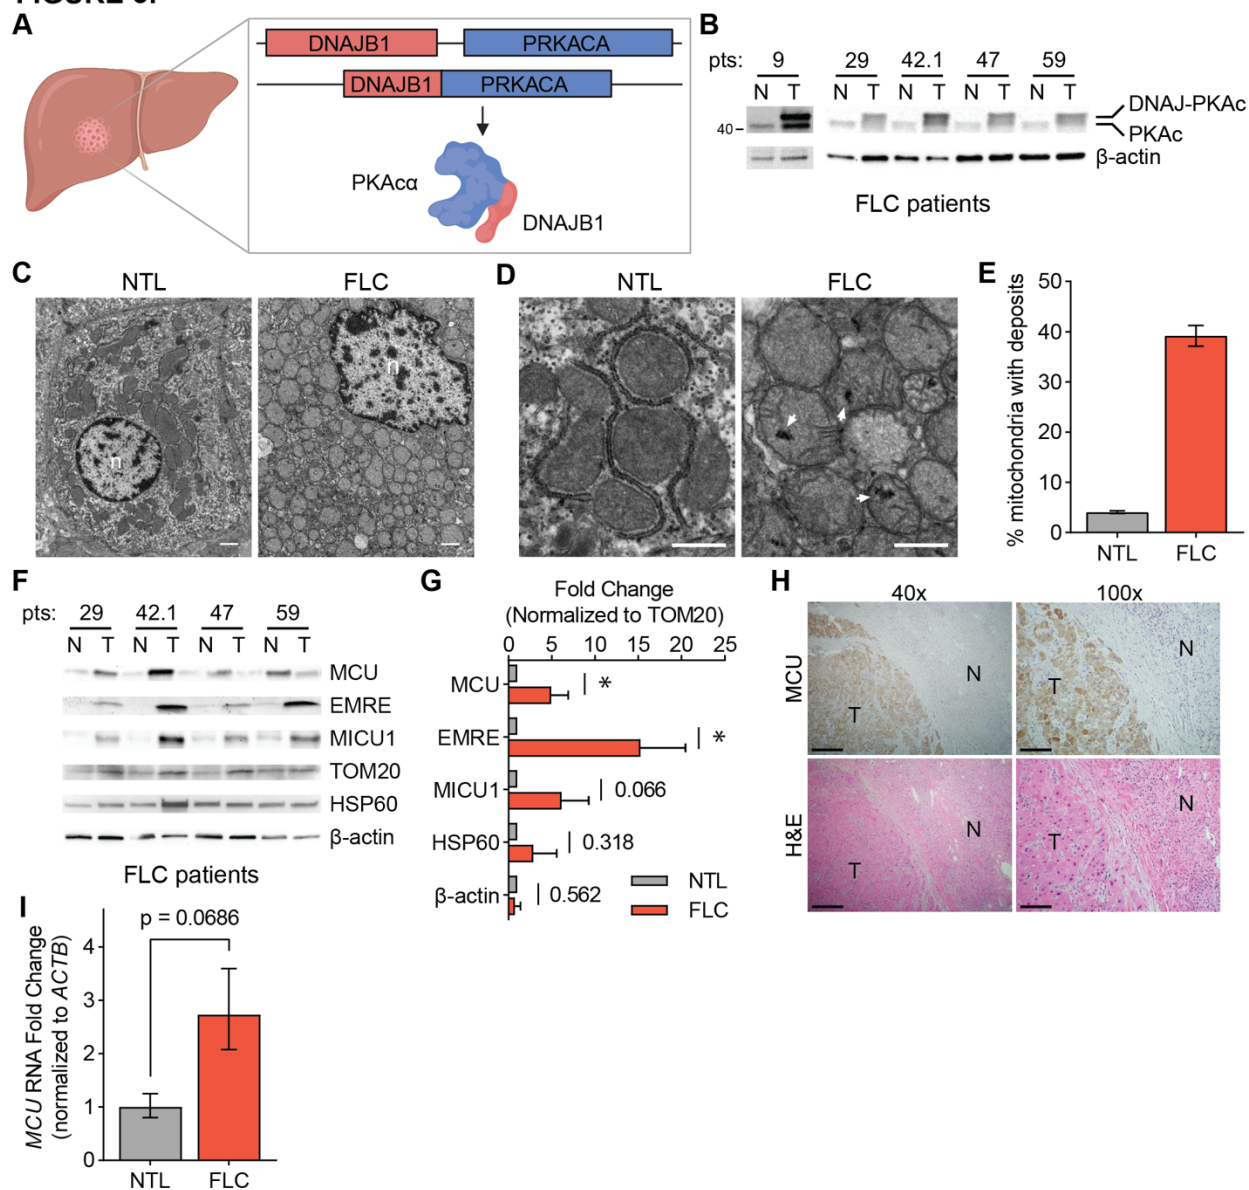 A
DNAJB1
PRKACA
DNAJB1
PRKACA
PKAcα
DNAJB1
B
pts: 9 29 42.1 47 59
N T N T N T N T N T
40
DNAJ-PKAc
PKAc
β-actin
FLC patients
C
NTL
FLC
n
n
D
NTL
FLC
E
% mitochondria with deposits
50
40
30
20
10
0
NTL
FLC
F
pts: 29 42.1 47 59
N T N T N T N T
MCU
EMRE
MICU1
TOM20
HSP60
β-actin
FLC patients
G
Fold Change
(Normalized to TOM20)
0 5 10 15 20 25
MCU
*
EMRE
*
MICU1
0.066
HSP60
0.318
β-actin
0.562
NTL
FLC
H
40x
100x
MCU
N
T
N
T
H&E
N
T
N
T
I
p = 0.0686
MCU RNA Fold Change
(normalized to ACTB)
4
3
2
1
0
NTL
FLC